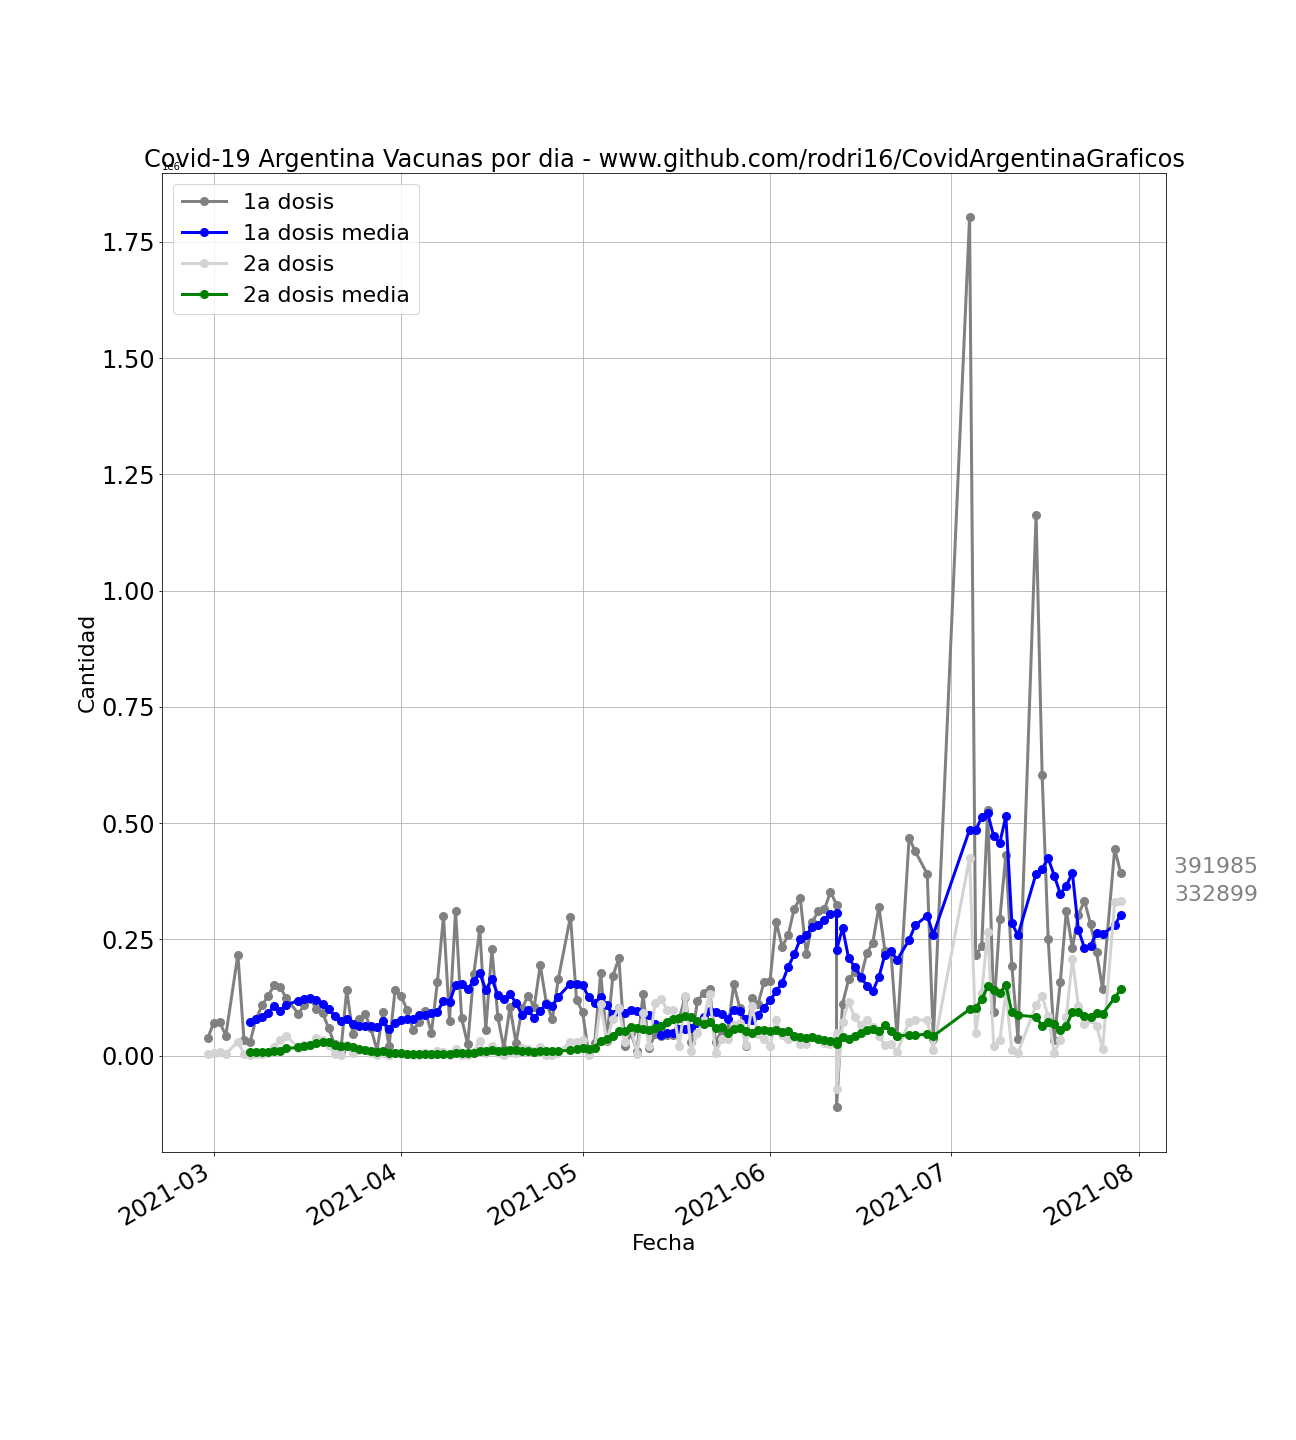 Covid-19 Argentina Vacunas por dia - www.github.com/rodri16/CovidArgentinaGraficos
1e6
1a dosis
1a dosis media
2a dosis
2a dosis media
1.75
1.50
1.25
1.00
0.75
0.50
0.25
0.00
Cantidad
391985
332899
2021-03
2021-04
2021-05
2021-06
2021-07
2021-08
Fecha